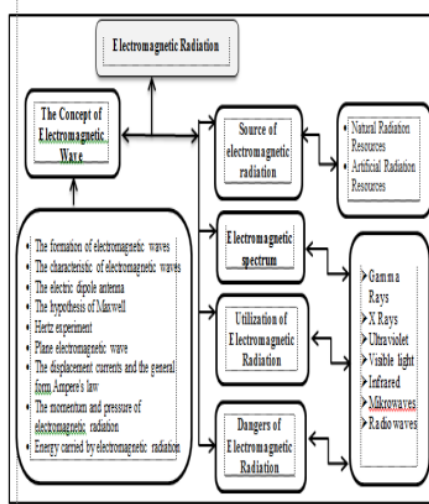 Electromagnetic Radiation
The Concept of
Electromagnetic
Wave
Source of
electromagnetic
radiation
• Natural Radiation
Resources
• Artificial Radiation
Resources
• The formation of electromagnetic waves
• The characteristic of electromagnetic waves
• The electric dipole antenna
• The hypothesis of Maxwell
• Hertz experiment
• Plane electromagnetic wave
• The displacement currents and the general
form Ampere's law
• The momentum and pressure of
electromagnetic radiation
• Energy carried by electromagnetic radiation
Electromagnetic
spectrum
Utilization of
Electromagnetic
Radiation
Dangers of
Electromagnetic
Radiation
➢Gamma
Rays
➢X Rays
➢Ultraviolet
➢Visible light
➢Infrared
➢Mikrowaves
➢Radio waves